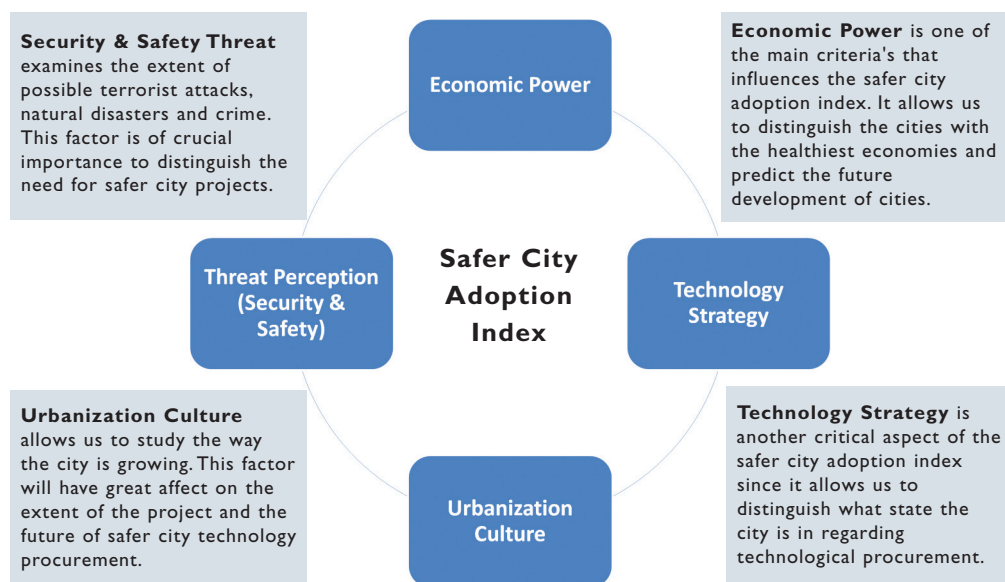 Security & Safety Threat
examines the extent of
possible terrorist attacks,
natural disasters and crime.
This factor is of crucial
importance to distinguish the
need for safer city projects.
Economic Power
Economic Power is one of
the main criteria's that
influences the safer city
adoption index. It allows us
to distinguish the cities with
the healthiest economies and
predict the future
development of cities.
Threat Perception
(Security &
Safety)
Safer City
Adoption
Index
Technology
Strategy
Urbanization Culture
allows us to study the way
the city is growing. This factor
will have great affect on the
extent of the project and the
future of safer city technology
procurement.
Urbanization
Culture
Technology Strategy is
another critical aspect of the
safer city adoption index
since it allows us to
distinguish what state the
city is in regarding
technological procurement.